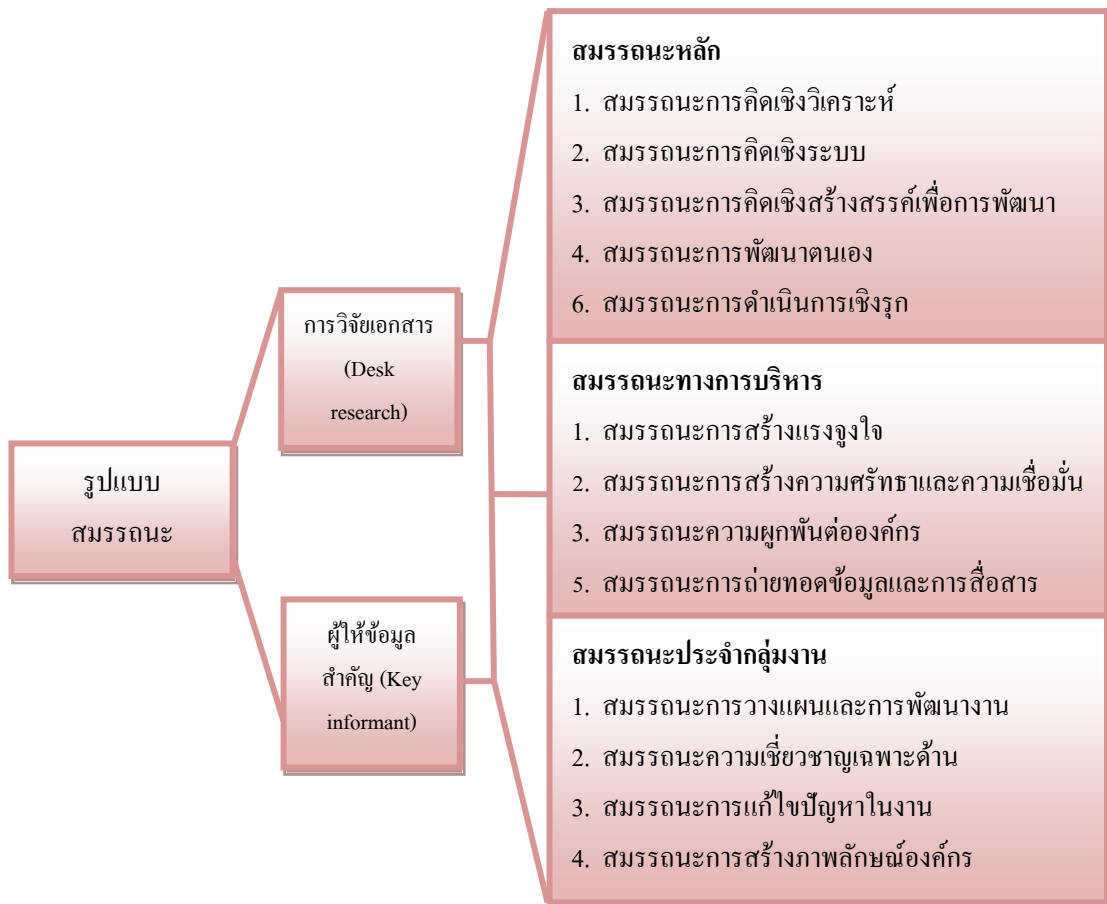 รูปแบบ
สมรรถนะ
การวิจัยเอกสาร
(Desk
research)
ผู้ให้ข้อมูล
สำคัญ (Key
informant)
สมรรถนะหลัก
1. สมรรถนะการคิดเชิงวิเคราะห์
2. สมรรถนะการคิดเชิงระบบ
3. สมรรถนะการคิดเชิงสร้างสรรค์เพื่อการพัฒนา
4. สมรรถนะการพัฒนาตนเอง
6. สมรรถนะการดำเนินการเชิงรุก
สมรรถนะทางการบริหาร
1. สมรรถนะการสร้างแรงจูงใจ
2. สมรรถนะการสร้างความศรัทธาและความเชื่อมั่น
3. สมรรถนะความผูกพันต่อองค์กร
5. สมรรถนะการถ่ายทอดข้อมูลและการสื่อสาร
สมรรถนะประจำกลุ่มงาน
1. สมรรถนะการวางแผนและการพัฒนางาน
2. สมรรถนะความเชี่ยวชาญเฉพาะด้าน
3. สมรรถนะการแก้ไขปัญหาในงาน
4. สมรรถนะการสร้างภาพลักษณ์องค์กร